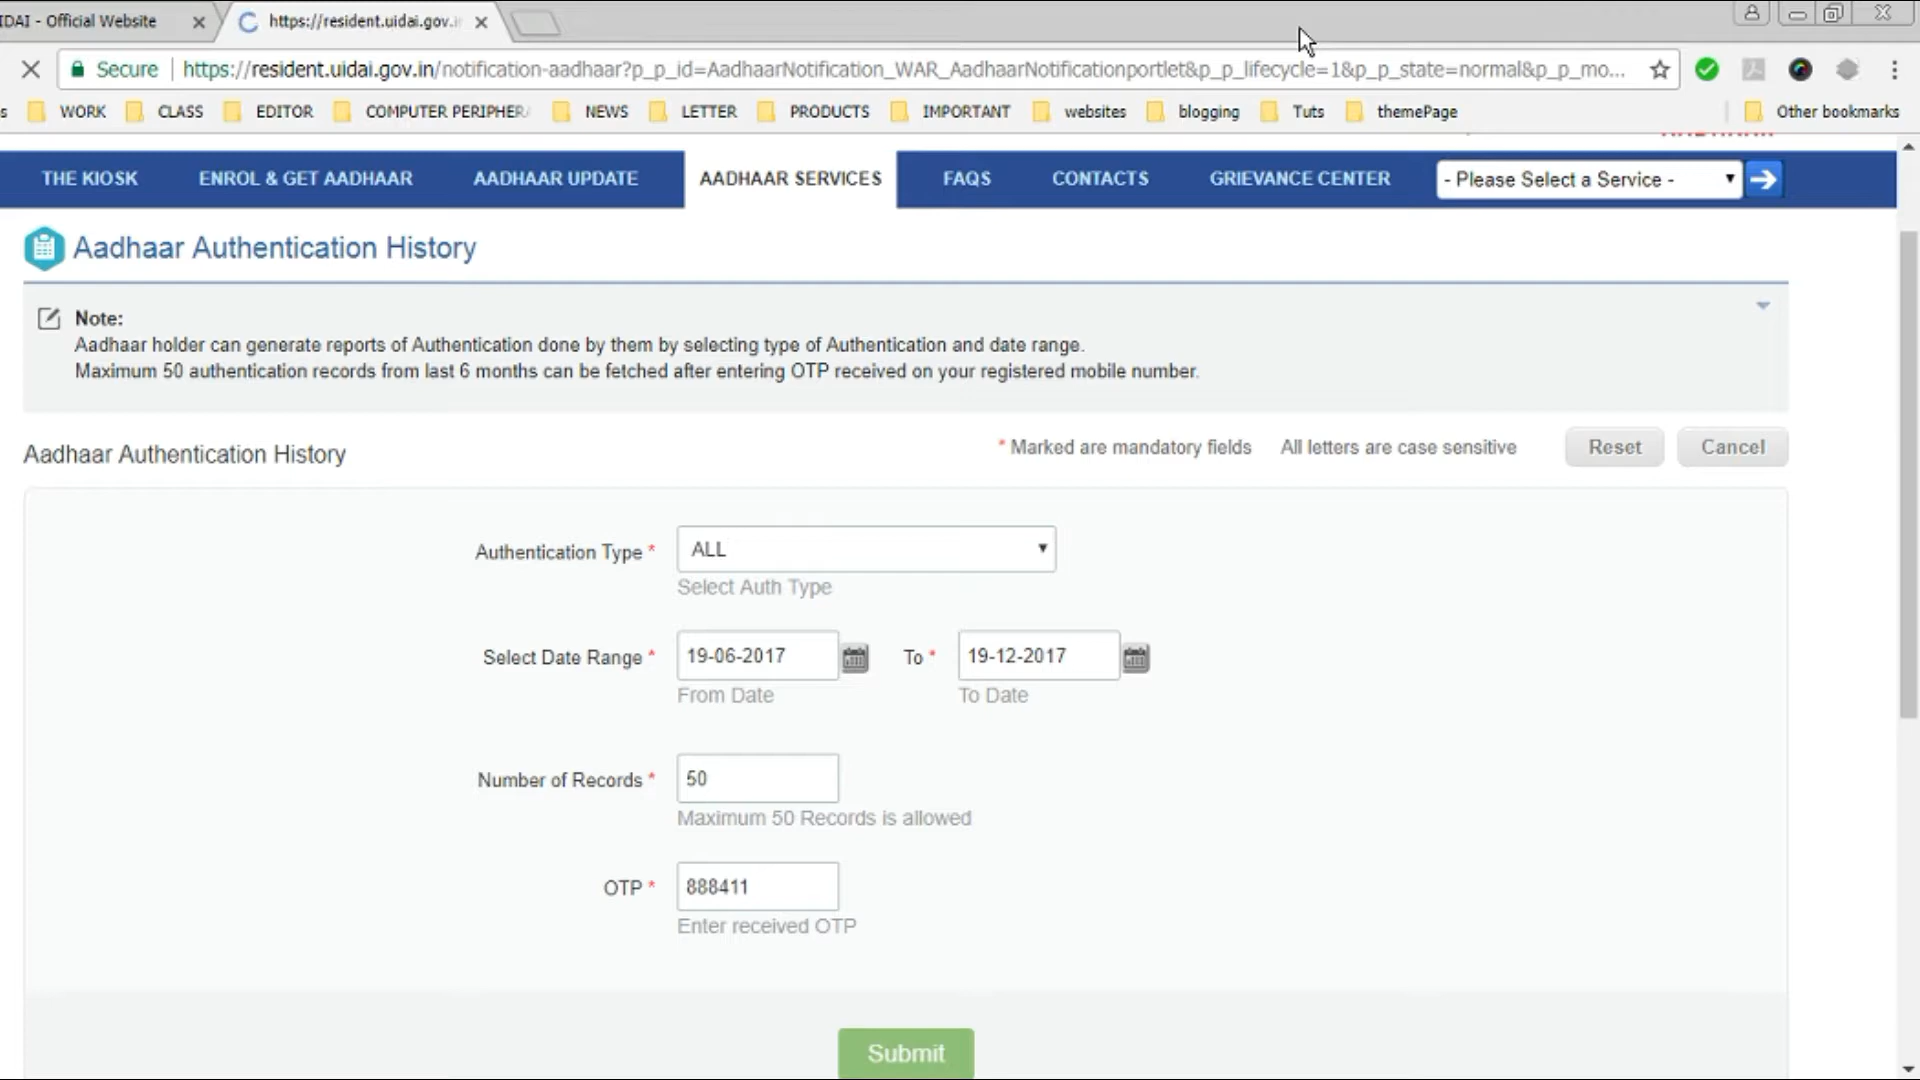 IDAI - Official Website
https://resident.uidai.gov.i
Secure
https://resident.uidai.gov.in/notification-aadhaar?p_p_id=AadhaarNotification_WAR_AadhaarNotificationportlet&p_p_lifecycle=1&p_p_state=normal&p_p_mo...
s WORK CLASS EDITOR COMPUTER PERIPHER NEWS LETTER PRODUCTS IMPORTANT websites blogging Tuts themePage Other bookmarks
THE KIOSK ENROL & GET AADHAAR AADHAAR UPDATE AADHAAR SERVICES FAQS CONTACTS GRIEVANCE CENTER - Please Select a Service -
Aadhaar Authentication History
Note:
Aadhaar holder can generate reports of Authentication done by them by selecting type of Authentication and date range.
Maximum 50 authentication records from last 6 months can be fetched after entering OTP received on your registered mobile number.
Aadhaar Authentication History
* Marked are mandatory fields All letters are case sensitive Reset Cancel
Authentication Type * ALL
Select Auth Type
Select Date Range * 19-06-2017 To * 19-12-2017
From Date To Date
Number of Records * 50
Maximum 50 Records is allowed
OTP * 888411
Enter received OTP
Submit